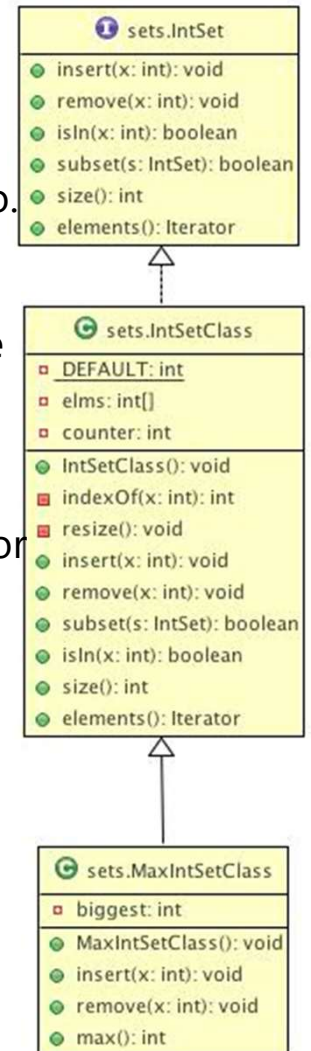 I sets.IntSet
insert(x: int): void
remove(x: int): void
isIn(x: int): boolean
subset(s: IntSet): boolean
size(): int
elements(): Iterator
C sets.IntSetClass
DEFAULT: int
elms: int[]
counter: int
IntSetClass(): void
indexOf(x: int): int
resize(): void
insert(x: int): void
remove(x: int): void
subset(s: IntSet): boolean
isIn(x: int): boolean
size(): int
elements(): Iterator
C sets.MaxIntSetClass
biggest: int
MaxIntSetClass(): void
insert(x: int): void
remove(x: int): void
max(): int